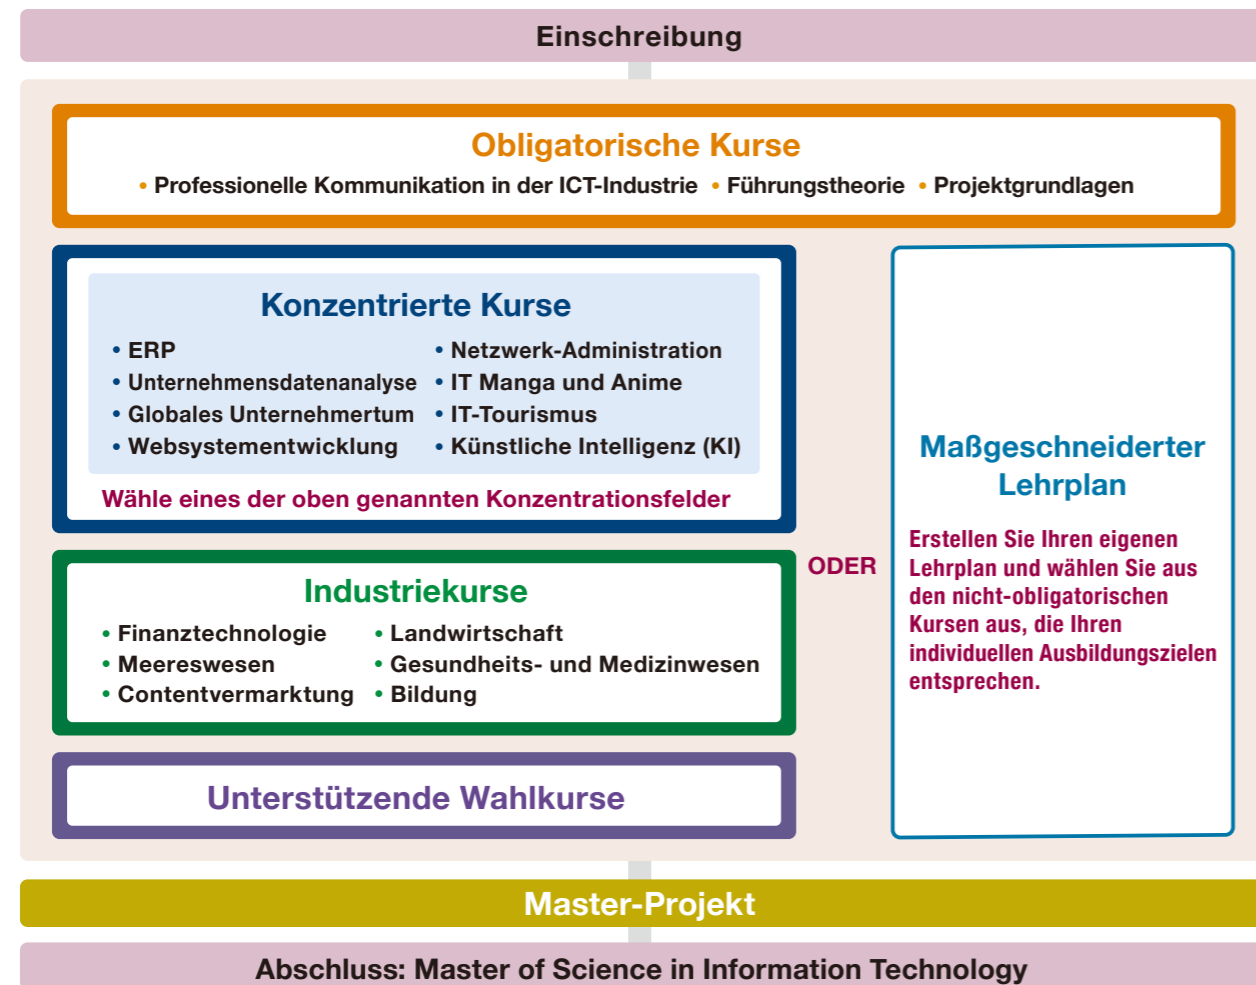 Einschreibung
Obligatorische Kurse
• Professionelle Kommunikation in der ICT-Industrie • Führungstheorie • Projektgrundlagen
Konzentrierte Kurse
• ERP
• Unternehmensdatenanalyse
• Globales Unternehmertum
• Websystementwicklung
• Netzwerk-Administration
• IT Manga und Anime
• IT-Tourismus
• Künstliche Intelligenz (KI)
Wähle eines der oben genannten Konzentrationsfelder
Industriekurse
• Finanztechnologie
• Meereswesen
• Contentvermarktung
• Landwirtschaft
• Gesundheits- und Medizinwesen
• Bildung
Unterstützende Wahlkurse
ODER
Maßgeschneiderter
Lehrplan
Erstellen Sie Ihren eigenen
Lehrplan und wählen Sie aus
den nicht-obligatorischen
Kursen aus, die Ihren
individuellen Ausbildungszielen
entsprechen.
Master-Projekt
Abschluss: Master of Science in Information Technology